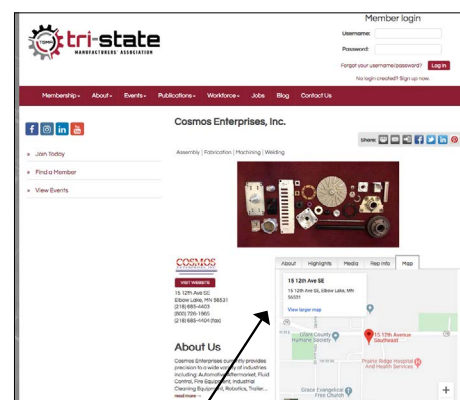 Member login
Username:
Password:
Forgot your username/password?
Log In
No login created? Sign up now.
TSMA
tri-state
MANUFACTURERS' ASSOCIATION
Membership
About
Events
Publications
Workforce
Jobs
Blog
Contact Us
Cosmos Enterprises, Inc.
Share:
Join Today
Find a Member
View Events
Assembly | Fabrication | Machining | Welding
COSMOS
VISIT WEBSITE
15 12th Ave SE
Elbow Lake, MN 56531
(218) 685-4403
(800) 726-1965
(218) 685-4404 (fax)
About Us
Cosmos Enterprises currently provides
precision to a wide variety of industries
including: Automation, Aftermarket, Fluid
Control, Fire Equipment, Industrial
Cleaning Equipment, Robotics, Trailer...
read more
About
Highlights
Media
Rep Info
Map
15 12th Ave SE
15 12th Ave SE, Elbow Lake, MN
56531
View larger map
Grant County
Humane Society
15 12th Avenue
Southeast
Prairie Ridge Hospital
And Health Services
Grace Evangelical
Free Church